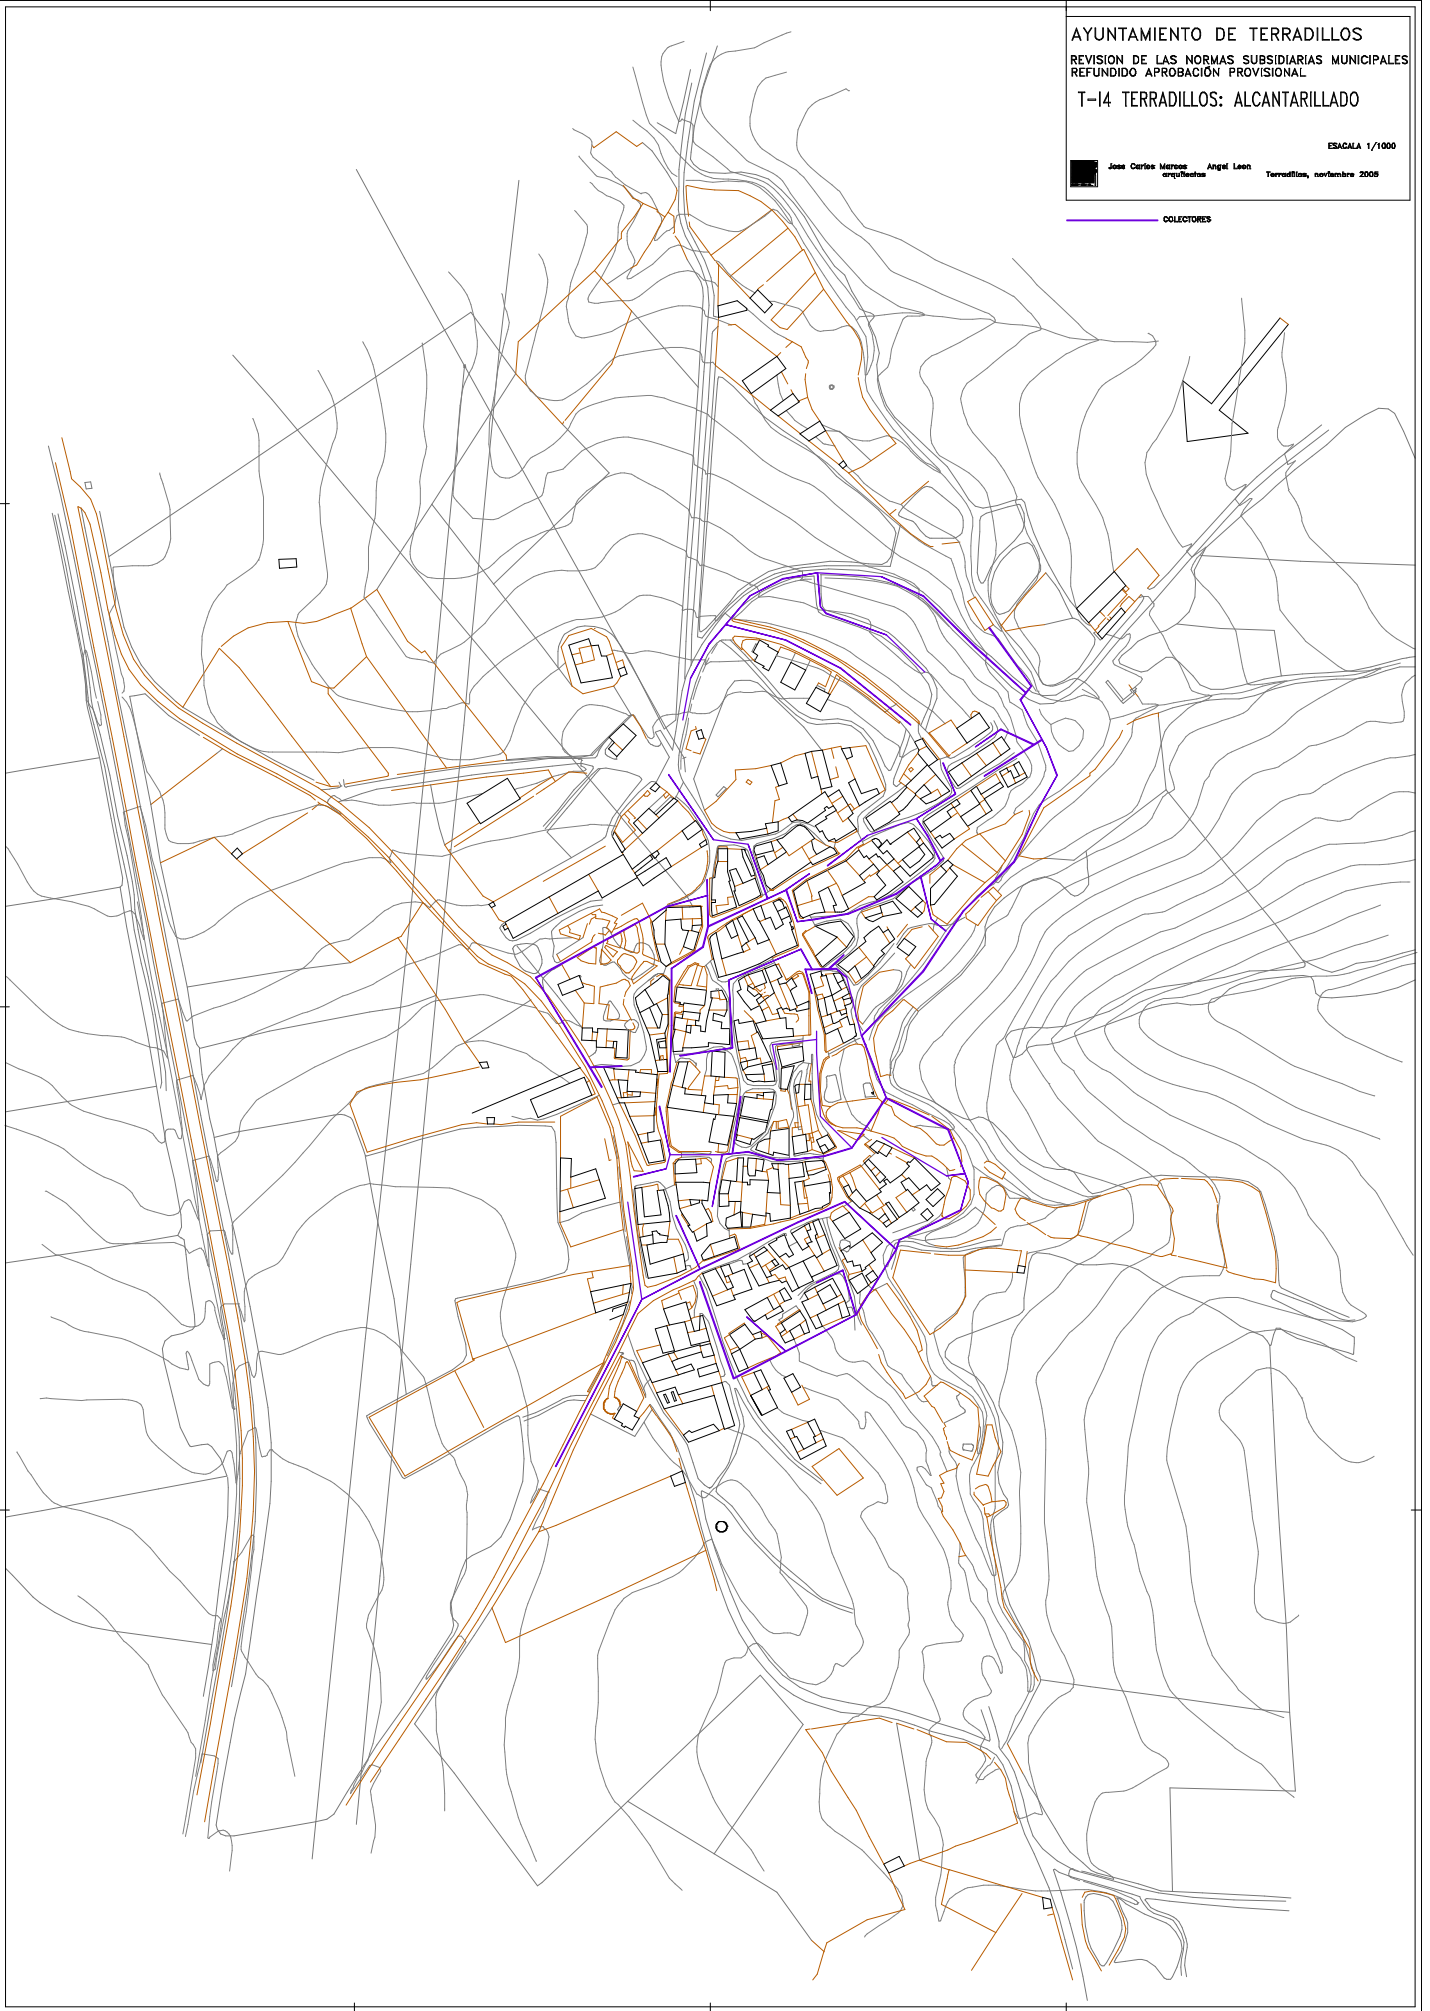 AYUNTAMIENTO DE TERRADILLOS
REVISION DE LAS NORMAS SUBSIDIARIAS MUNICIPALES
REFUNDIDO APROBACIÓN PROVISIONAL
T-14 TERRADILLOS: ALCANTARILLADO
ESACALA 1/1000
Jose Carlos Marcos Angel Leon
arquitectos Terradillos, noviembre 2005
COLECTORES